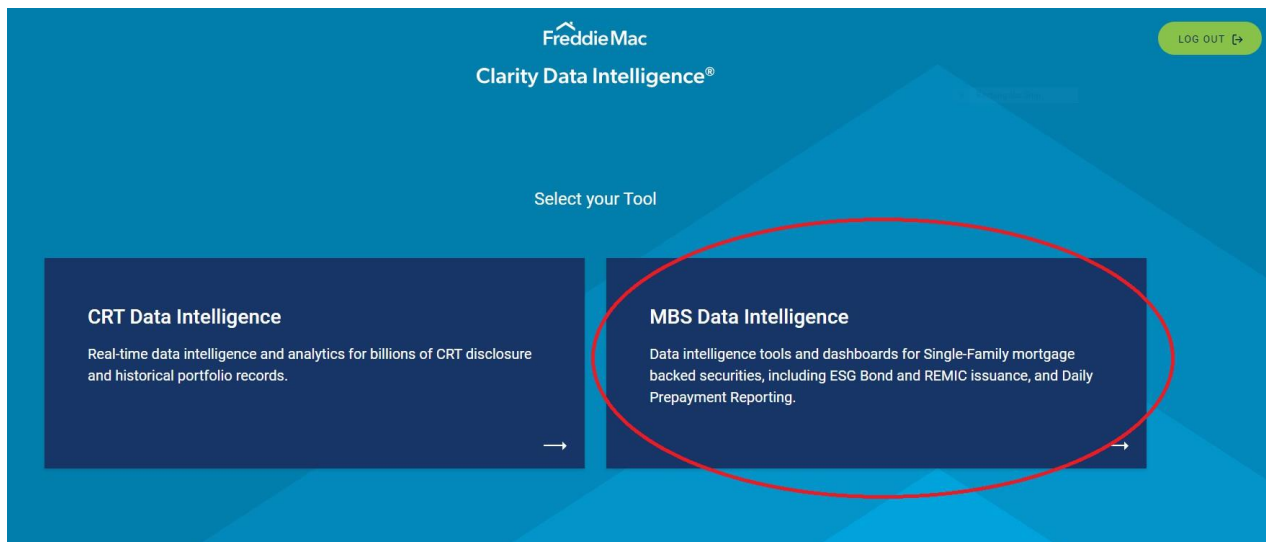 FreddieMac
LOG OUT
Clarity Data Intelligence®
Select your Tool
CRT Data Intelligence
Real-time data intelligence and analytics for billions of CRT disclosure
and historical portfolio records.
MBS Data Intelligence
Data intelligence tools and dashboards for Single-Family mortgage
backed securities, including ESG Bond and REMIC issuance, and Daily
Prepayment Reporting.